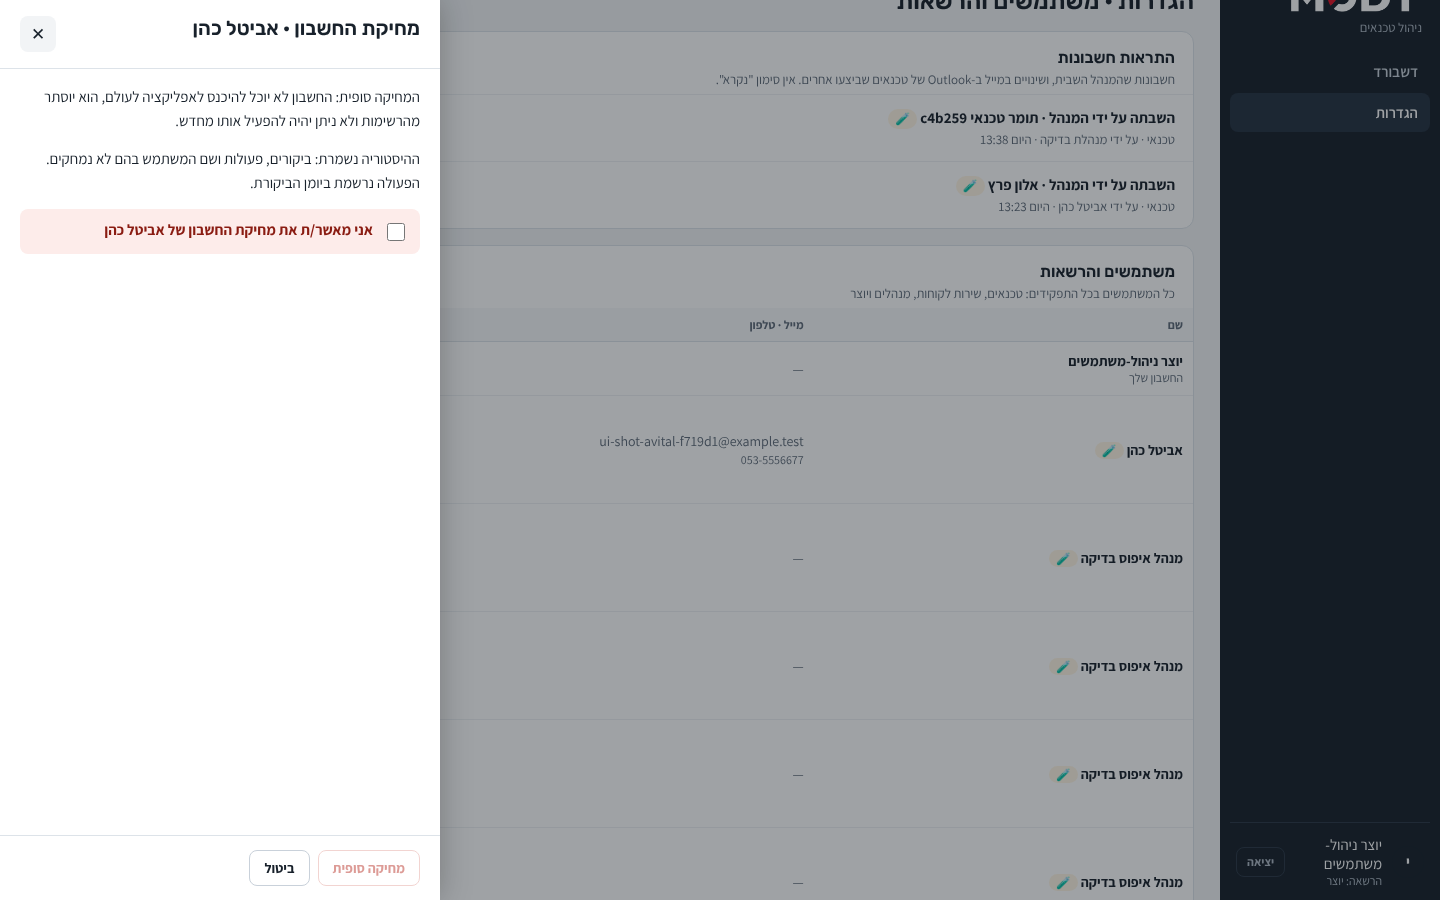 מחיקת החשבון • אביטל כהן
✕
המחיקה סופית: החשבון לא יוכל להיכנס לאפליקציה לעולם, הוא יוסתר
מהרשימות ולא ניתן יהיה להפעיל אותו מחדש.
ההיסטוריה נשמרת: ביקורים, פעולות ושם המשתמש בהם לא נמחקים.
הפעולה נרשמת ביומן הביקורת.
אני מאשר/ת את מחיקת החשבון של אביטל כהן
מחיקה סופית
ביטול
הגדרות • משתמשים והרשאות
התראות חשבונות
חשבונות שהמנהל השבית, ושינויים במייל ב-Outlook של טכנאים שביצעו אחרים. אין סימון "נקרא".
השבתה על ידי המנהל · תומר טכנאי c4b259
טכנאי · על ידי מנהלת בדיקה · היום 13:38
השבתה על ידי המנהל · אלון פרץ
טכנאי · על ידי אביטל כהן · היום 13:23
משתמשים והרשאות
כל המשתמשים בכל התפקידים: טכנאים, שירות לקוחות, מנהלים ויוצר
שם
מייל · טלפון
יוצר ניהול-משתמשים
החשבון שלך
—
אביטל כהן
ui-shot-avital-f719d1@example.test
053-5556677
מנהל איפוס בדיקה
—
מנהל איפוס בדיקה
—
מנהל איפוס בדיקה
—
מנהל איפוס בדיקה
—
ניהול טכנאים
דשבורד
הגדרות
יוצר ניהול-
משתמשים
הרשאה: יוצר
יציאה